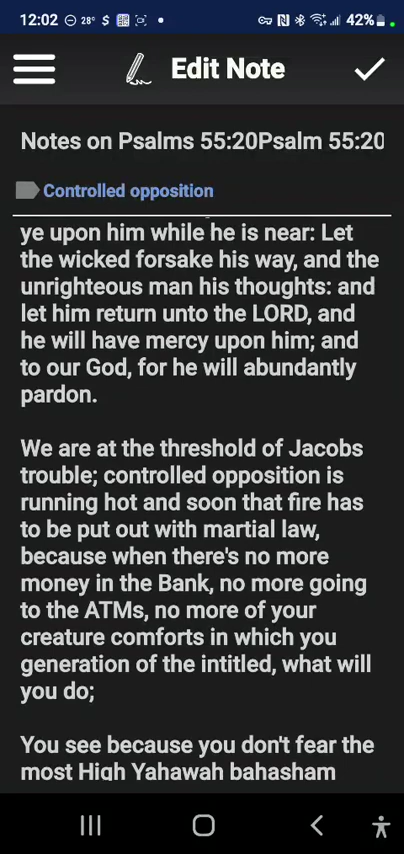 12:02 28° $ 42%
Edit Note
Notes on Psalms 55:20Psalm 55:20
Controlled opposition
ye upon him while he is near: Let
the wicked forsake his way, and the
unrighteous man his thoughts: and
let him return unto the LORD, and
he will have mercy upon him; and
to our God, for he will abundantly
pardon.
We are at the threshold of Jacobs
trouble; controlled opposition is
running hot and soon that fire has
to be put out with martial law,
because when there's no more
money in the Bank, no more going
to the ATMs, no more of your
creature comforts in which you
generation of the intitled, what will
you do;
You see because you don't fear the
most High Yahawah bahasham